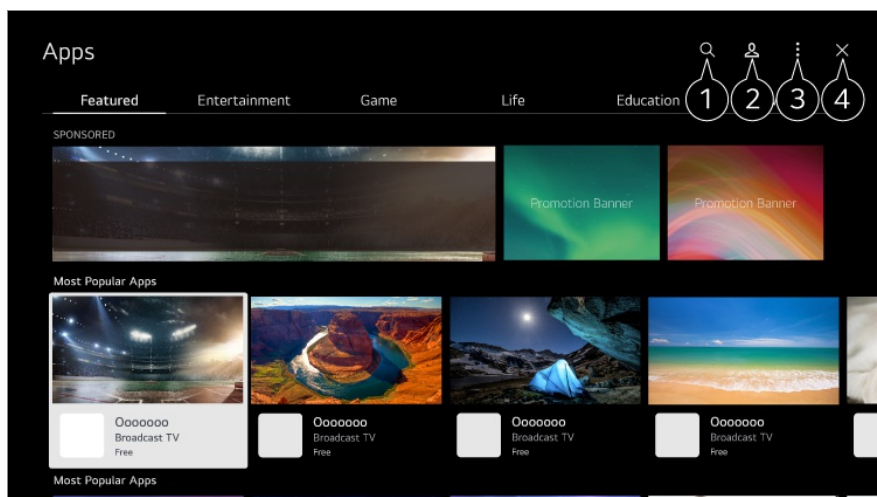 Apps
Featured Entertainment Game Life Education
1 2 3 4
SPONSORED
Promotion Banner Promotion Banner
Most Popular Apps
Ooooooo Ooooooo Ooooooo Ooooooo
Broadcast TV Broadcast TV Broadcast TV Broadcast TV
Free Free Free Free
Most Popular Apps